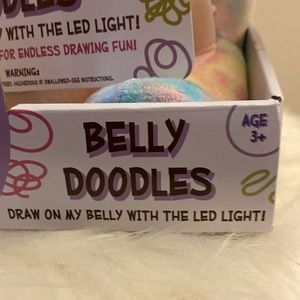 DLES
W WITH THE LED LIGHT!
FOR ENDLESS DRAWING FUN!
WARNING:
HAZARDOUS IF SWALLOWED-SEE INSTRUCTIONS.
BELLY
DOODLES
AGE
3+
DRAW ON MY BELLY WITH THE LED LIGHT!